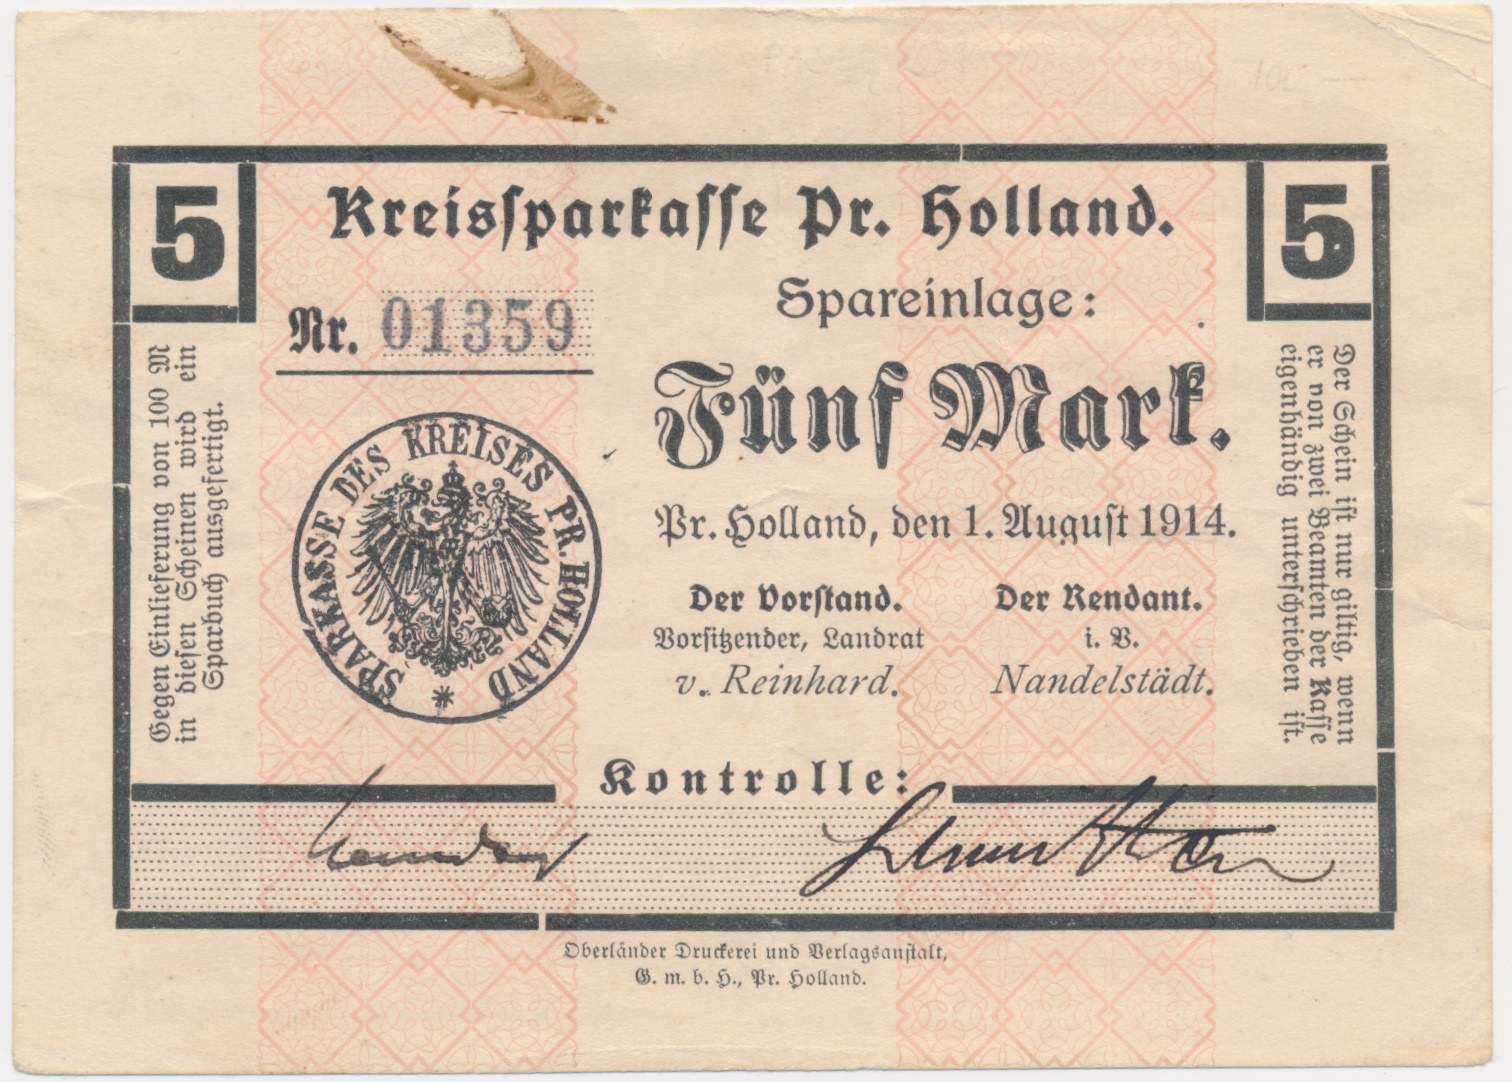 5
Kreissparkasse Pr. Holland.
5
Nr. 01359
Spareinlage:
Fünf Mark.
Pr. Holland, den 1. August 1914.
Der Vorstand.
Vorsitzender, Landrat
v. Reinhard.
Der Rendant.
i. V.
Nandelstädt.
SPARKASSE DES KREISES PR. HOLLAND
Gegen Einlieferung von 100 M
in diesen Scheinen wird ein
Sparbuch ausgefertigt.
Der Schein ist nur giltig, wenn
er von zwei Beamten der Kasse
eigenhändig unterschrieben ist.
Kontrolle:
Oberländer Druckerei und Verlagsanstalt,
G. m. b. H., Pr. Holland.
100